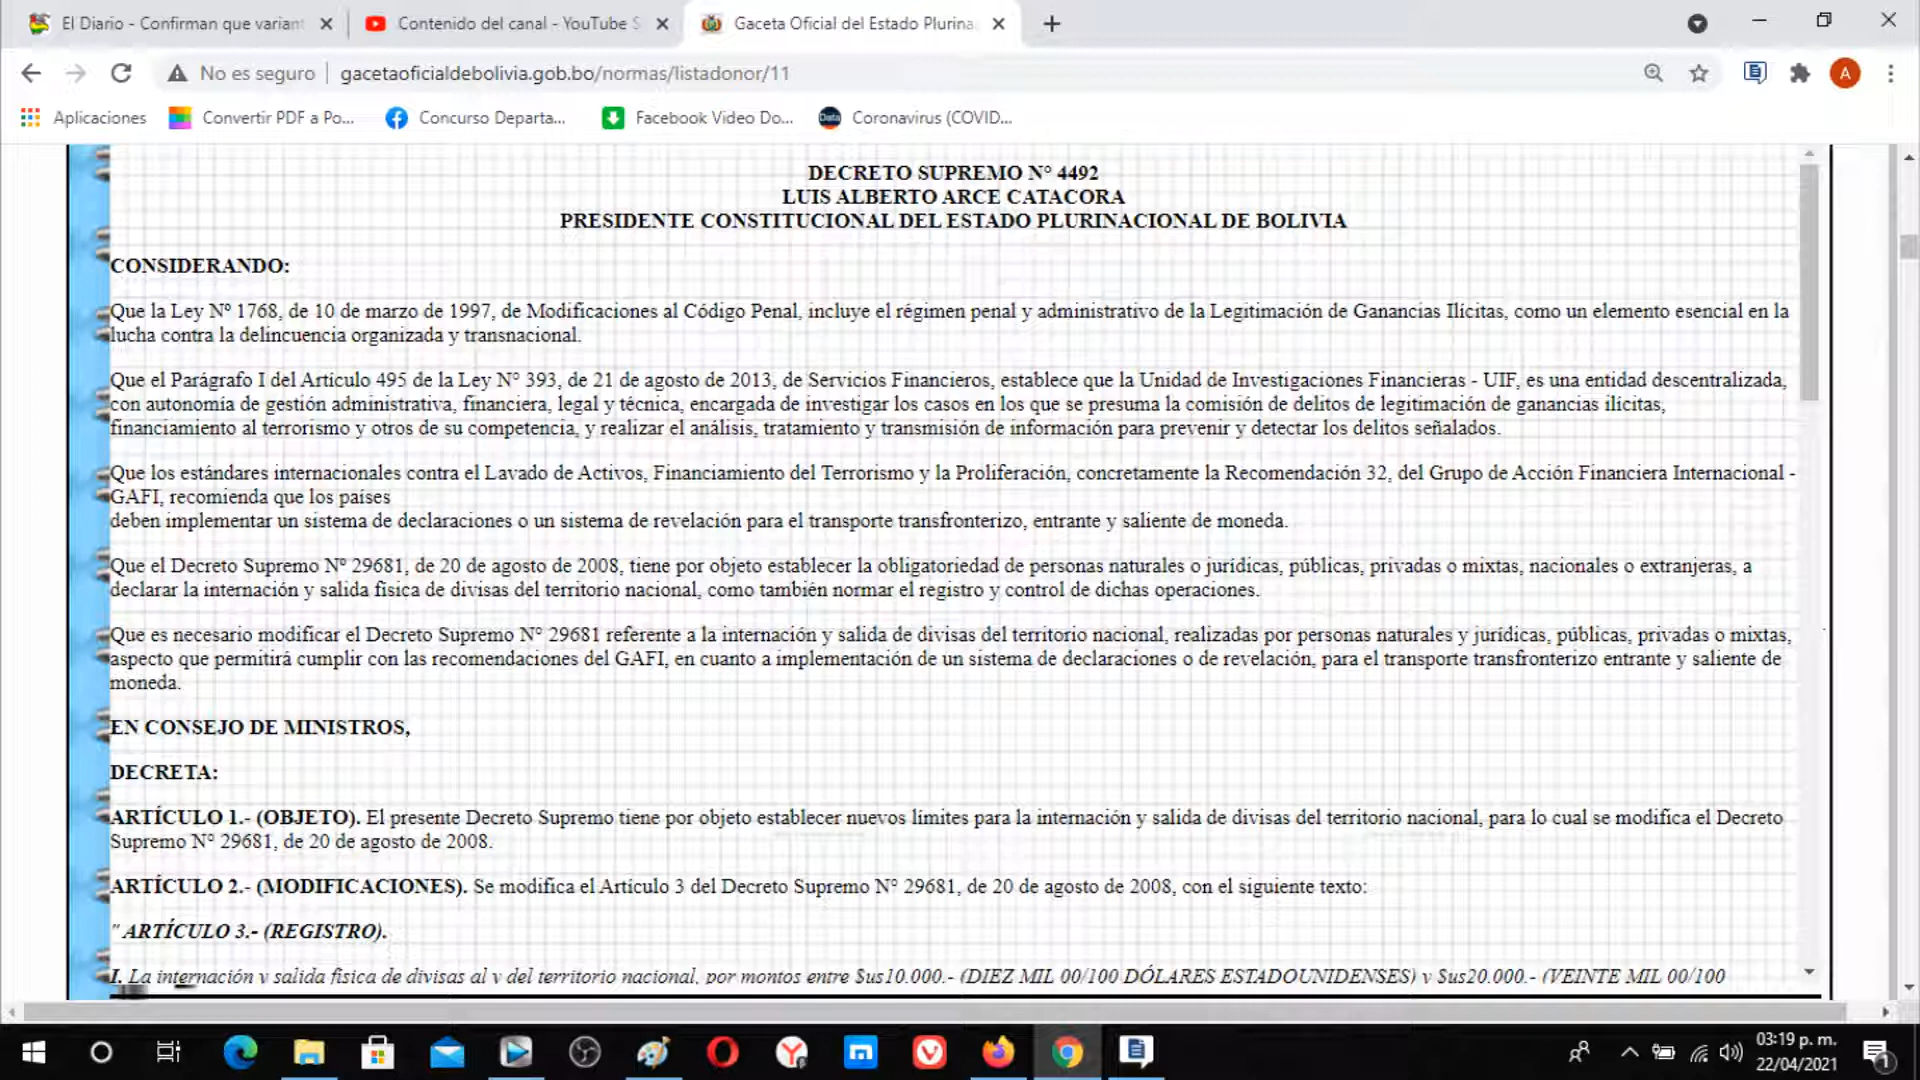 El Diario - Confirman que variant
Contenido del canal - YouTube S
Gaceta Oficial del Estado Plurina
No es seguro
gacetaoficialdebolivia.gob.bo/normas/listadonor/11
A
Aplicaciones
Convertir PDF a Po...
Concurso Departa...
Facebook Video Do...
Data
Coronavirus (COVID...
DECRETO SUPREMO N° 4492
LUIS ALBERTO ARCE CATACORA
PRESIDENTE CONSTITUCIONAL DEL ESTADO PLURINACIONAL DE BOLIVIA
CONSIDERANDO:
Que la Ley Nº 1768, de 10 de marzo de 1997, de Modificaciones al Código Penal, incluye el régimen penal y administrativo de la Legitimación de Ganancias Ilícitas, como un elemento esencial en la
lucha contra la delincuencia organizada y transnacional.
Que el Parágrafo I del Artículo 495 de la Ley N° 393, de 21 de agosto de 2013, de Servicios Financieros, establece que la Unidad de Investigaciones Financieras - UIF, es una entidad descentralizada,
con autonomía de gestión administrativa, financiera, legal y técnica, encargada de investigar los casos en los que se presuma la comisión de delitos de legitimación de ganancias ilícitas,
financiamiento al terrorismo y otros de su competencia, y realizar el análisis, tratamiento y transmisión de información para prevenir y detectar los delitos señalados.
Que los estándares internacionales contra el Lavado de Activos, Financiamiento del Terrorismo y la Proliferación, concretamente la Recomendación 32, del Grupo de Acción Financiera Internacional -
GAFI, recomienda que los países
deben implementar un sistema de declaraciones o un sistema de revelación para el transporte transfronterizo, entrante y saliente de moneda.
Que el Decreto Supremo Nº 29681, de 20 de agosto de 2008, tiene por objeto establecer la obligatoriedad de personas naturales o jurídicas, públicas, privadas o mixtas, nacionales o extranjeras, a
declarar la internación y salida física de divisas del territorio nacional, como también normar el registro y control de dichas operaciones.
Que es necesario modificar el Decreto Supremo N° 29681 referente a la internación y salida de divisas del territorio nacional, realizadas por personas naturales y jurídicas, públicas, privadas o mixtas,
aspecto que permitirá cumplir con las recomendaciones del GAFI, en cuanto a implementación de un sistema de declaraciones o de revelación, para el transporte transfronterizo entrante y saliente de
moneda.
EN CONSEJO DE MINISTROS,
DECRETA:
ARTÍCULO 1.- (OBJETO). El presente Decreto Supremo tiene por objeto establecer nuevos límites para la internación y salida de divisas del territorio nacional, para lo cual se modifica el Decreto
Supremo N° 29681, de 20 de agosto de 2008.
ARTÍCULO 2.- (MODIFICACIONES). Se modifica el Artículo 3 del Decreto Supremo N° 29681, de 20 de agosto de 2008, con el siguiente texto:
" ARTÍCULO 3.- (REGISTRO).
I. La internación y salida física de divisas al y del territorio nacional, por montos entre $us10.000.- (DIEZ MIL 00/100 DÓLARES ESTADOUNIDENSES) y $us20.000.- (VEINTE MIL 00/100
03:19 p. m.
22/04/2021
1